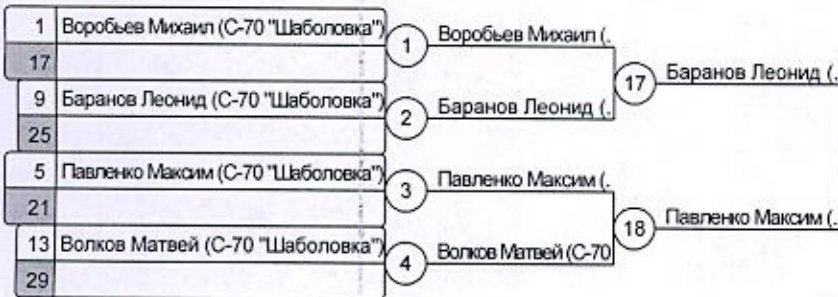 1 Воробьев Михаил (С-70 "Шаболовка")
17
1
Воробьев Михаил (.
9 Баранов Леонид (С-70 "Шаболовка")
25
2
Баранов Леонид (.
17
Баранов Леонид (.
5 Павленко Максим (С-70 "Шаболовка")
21
3
Павленко Максим (.
13 Волков Матвей (С-70 "Шаболовка")
29
4
Волков Матвей (С-70
18
Павленко Максим (.